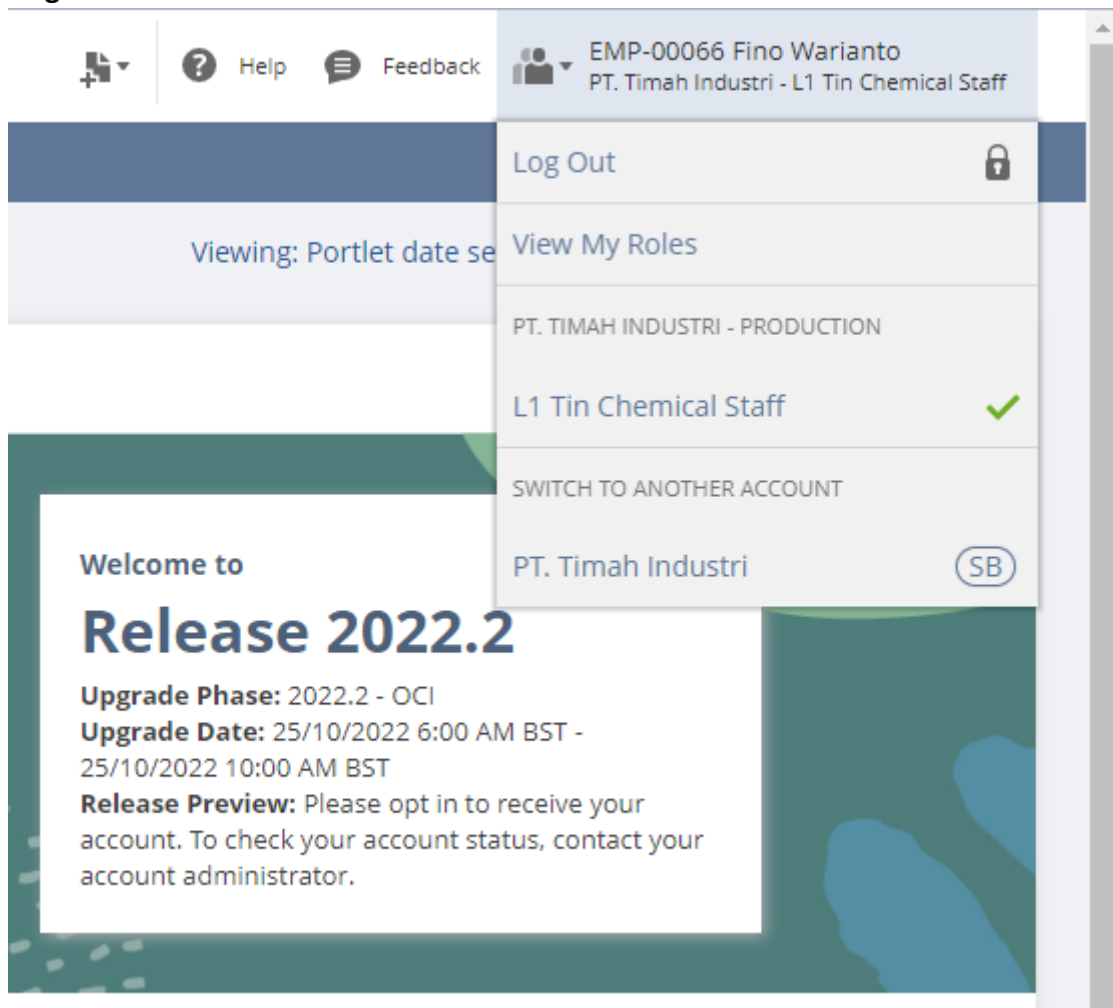 Help
Feedback
EMP-00066 Fino Warianto
PT. Timah Industri - L1 Tin Chemical Staff
Log Out
Viewing: Portlet date se
View My Roles
PT. TIMAH INDUSTRI - PRODUCTION
L1 Tin Chemical Staff
SWITCH TO ANOTHER ACCOUNT
PT. Timah Industri
SB
Welcome to
Release 2022.2
Upgrade Phase: 2022.2 - OCI
Upgrade Date: 25/10/2022 6:00 AM BST -
25/10/2022 10:00 AM BST
Release Preview: Please opt in to receive your
account. To check your account status, contact your
account administrator.